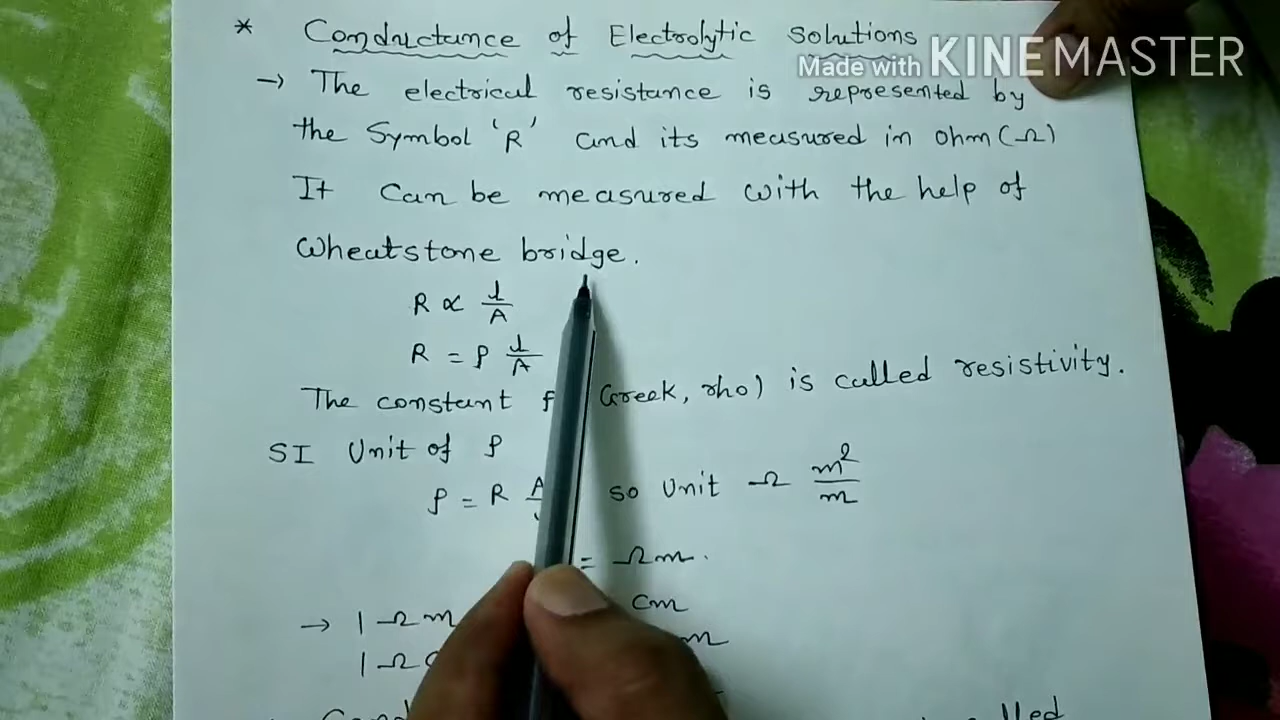 * Conductance of Electrolytic Solutions
Made with KINEMASTER
→ The electrical resistance is represented by
the Symbol 'R' and its measured in ohm (Ω)
It can be measured with the help of
Wheatstone bridge.
R ∝ l/A
R = ρ l/A
The constant Greek, rho) is called resistivity.
SI Unit of ρ
ρ = R A so Unit Ω m²/m
= Ωm.
→ 1 Ω m cm
1 Ω m